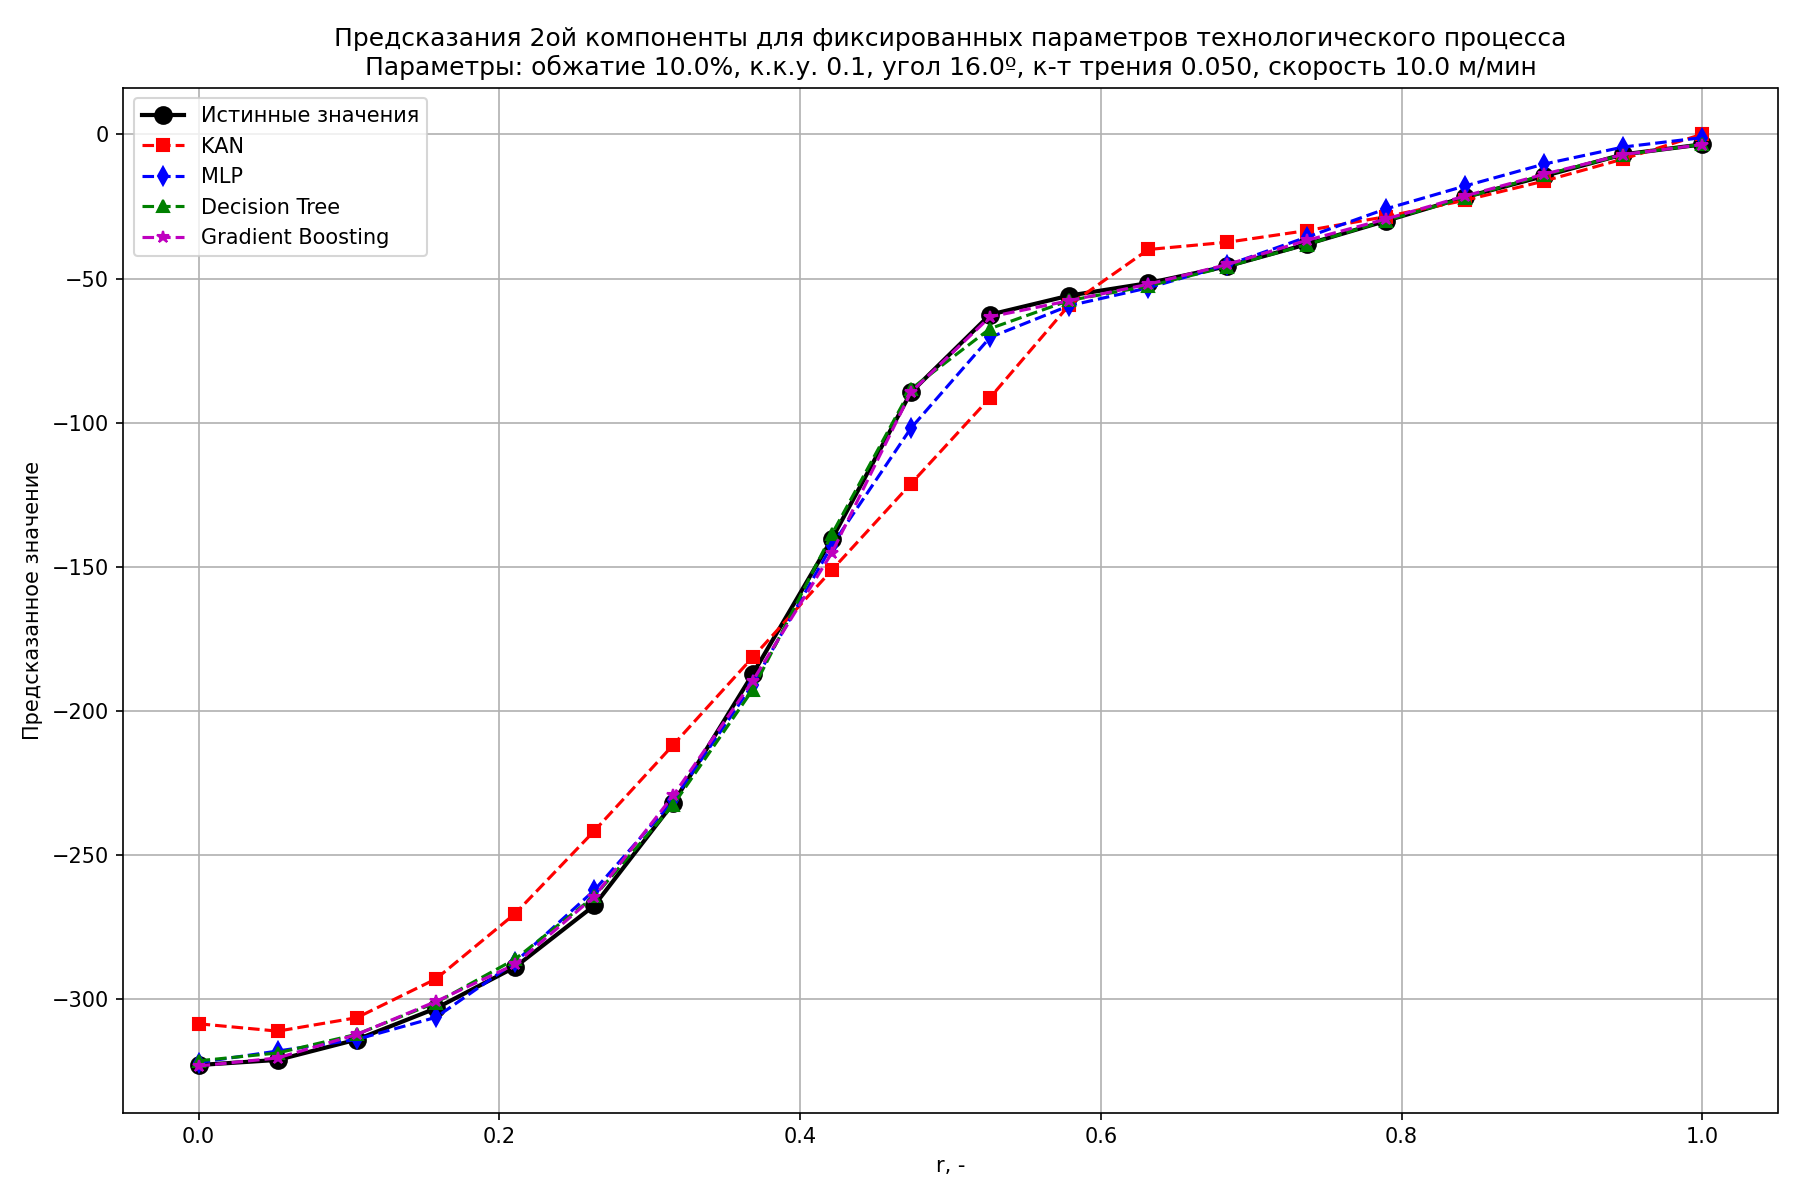 Предсказания 2ой компоненты для фиксированных параметров технологического процесса
Параметры: обжатие 10.0%, к.к.у. 0.1, угол 16.0º, к-т трения 0.050, скорость 10.0 м/мин
Истинные значения
KAN
MLP
Decision Tree
Gradient Boosting
Предсказанное значение
0
−50
−100
−150
−200
−250
−300
0.0
0.2
0.4
0.6
0.8
1.0
r, -